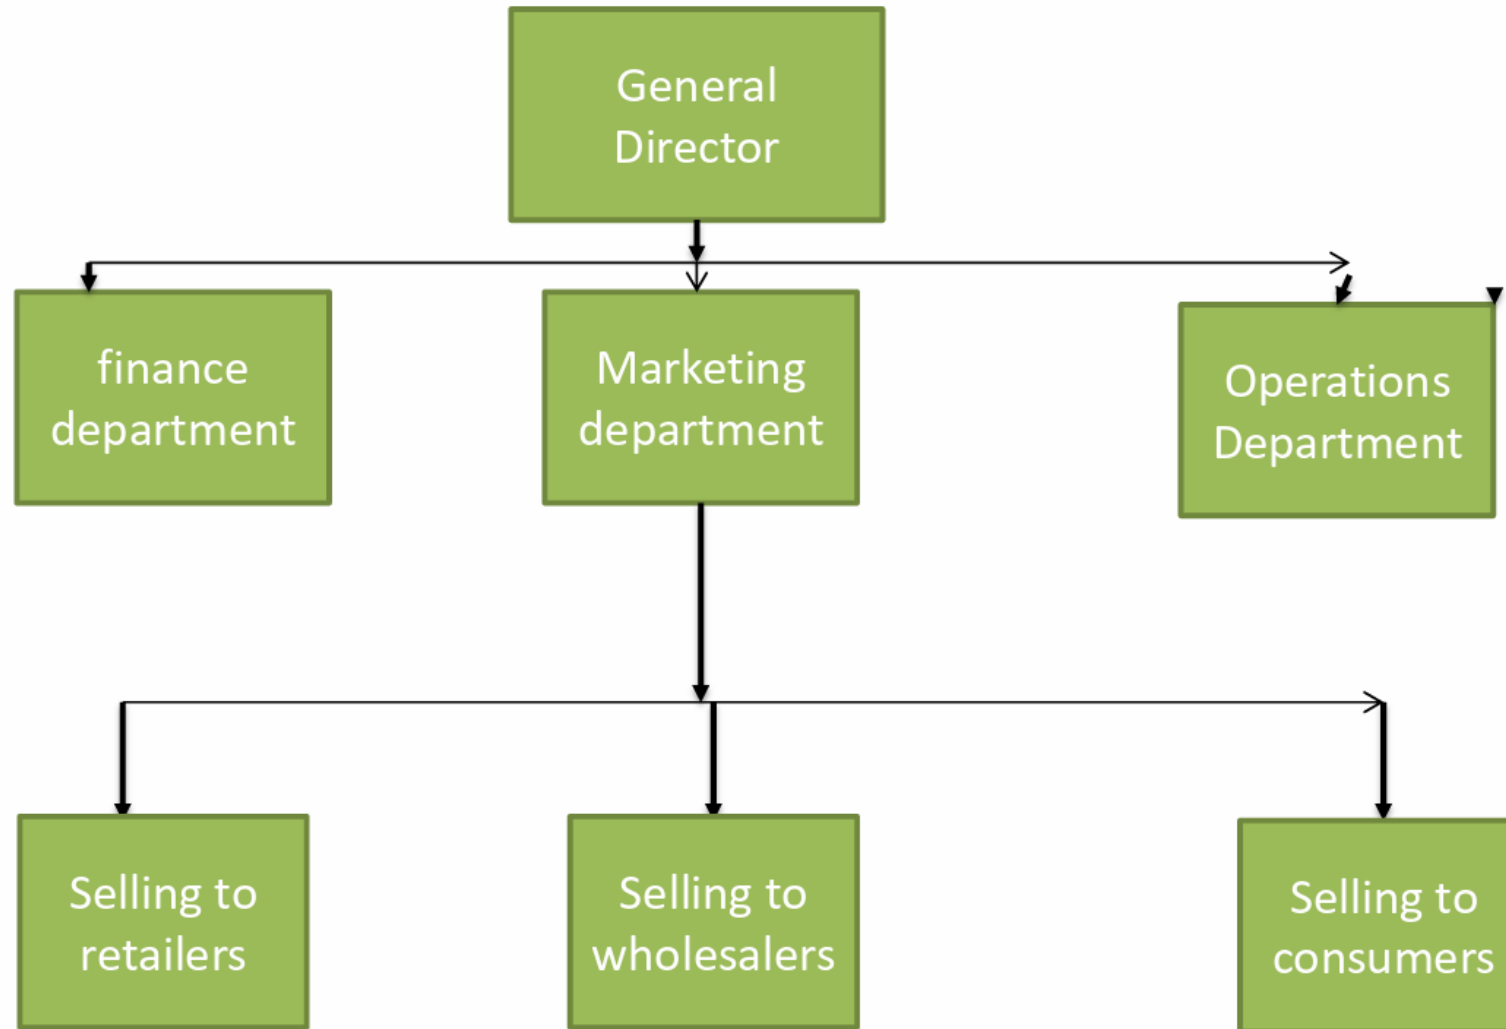 General
Director
finance
department
Marketing
department
Operations
Department
Selling to
retailers
Selling to
wholesalers
Selling to
consumers